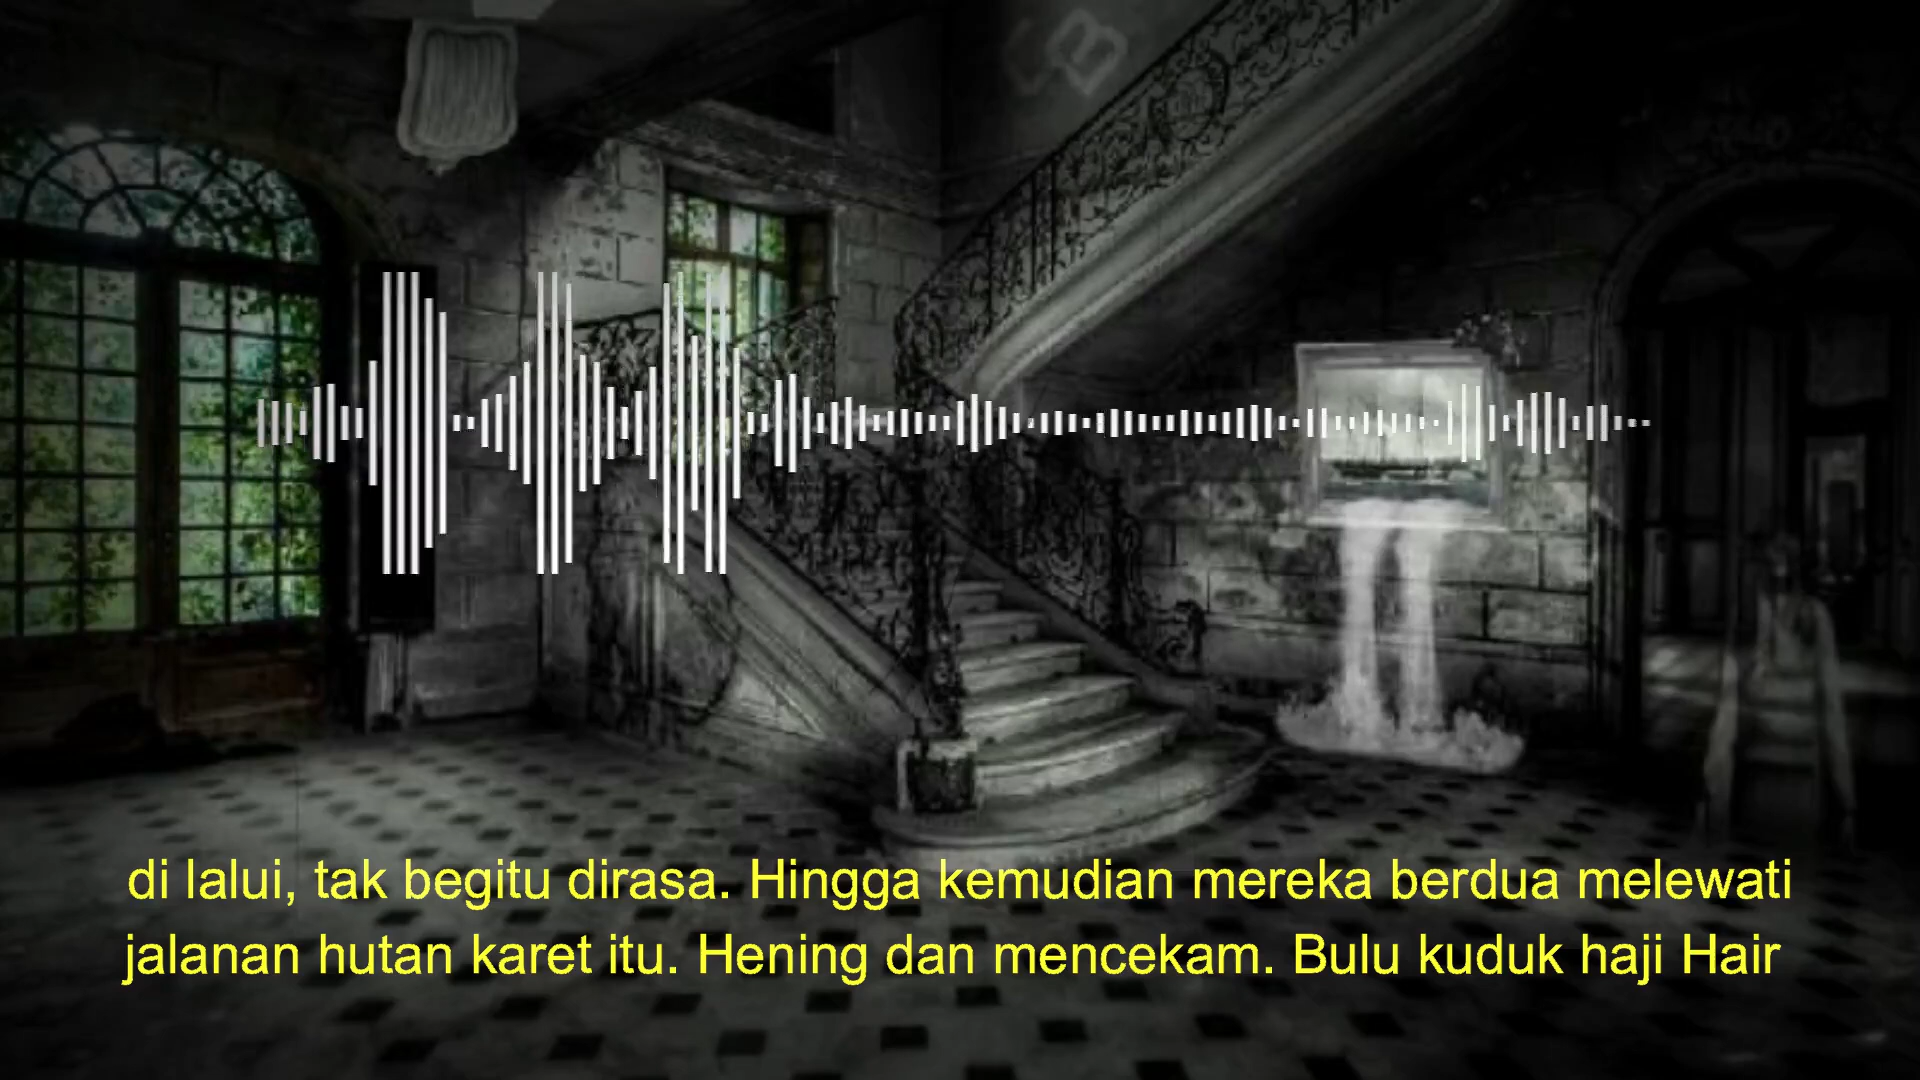 di lalui, tak begitu dirasa. Hingga kemudian mereka berdua melewati
jalanan hutan karet itu. Hening dan mencekam. Bulu kuduk haji Hair